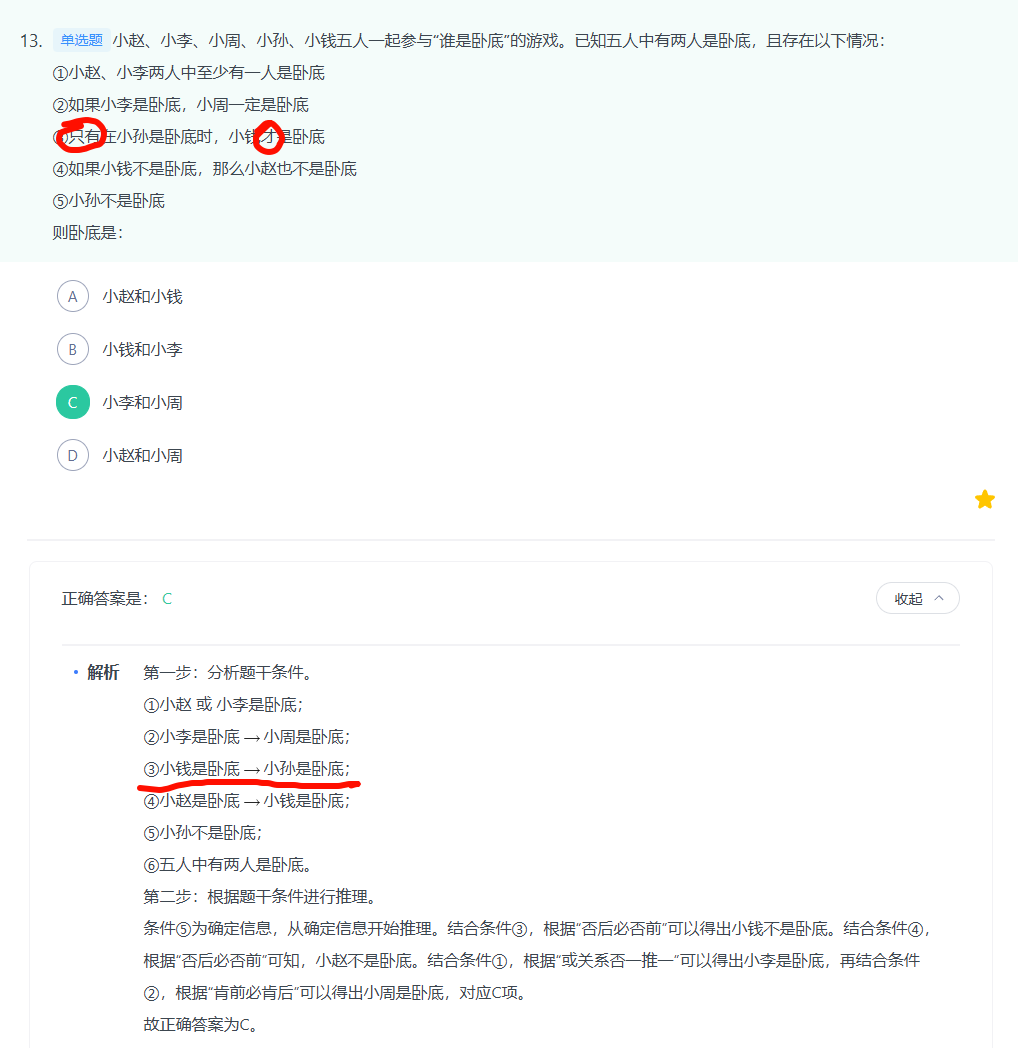 13. 单选题 小赵、小李、小周、小孙、小钱五人一起参与“谁是卧底”的游戏。已知五人中有两人是卧底，且存在以下情况：
①小赵、小李两人中至少有一人是卧底
②如果小李是卧底，小周一定是卧底
③只有在小孙是卧底时，小钱才是卧底
④如果小钱不是卧底，那么小赵也不是卧底
⑤小孙不是卧底
则卧底是：
A 小赵和小钱
B 小钱和小李
C 小李和小周
D 小赵和小周
正确答案是： C
收起
解析 第一步：分析题干条件。
①小赵 或 小李是卧底；
②小李是卧底→小周是卧底；
③小钱是卧底→小孙是卧底；
④小赵是卧底→小钱是卧底；
⑤小孙不是卧底；
⑥五人中有两人是卧底。
第二步：根据题干条件进行推理。
条件⑤为确定信息，从确定信息开始推理。结合条件③，根据“否后必否前”可以得出小钱不是卧底。结合条件④，
根据“否后必否前”可知，小赵不是卧底。结合条件①，根据“或关系否一推一”可以得出小李是卧底，再结合条件
②，根据“肯前必肯后”可以得出小周是卧底，对应C项。
故正确答案为C。